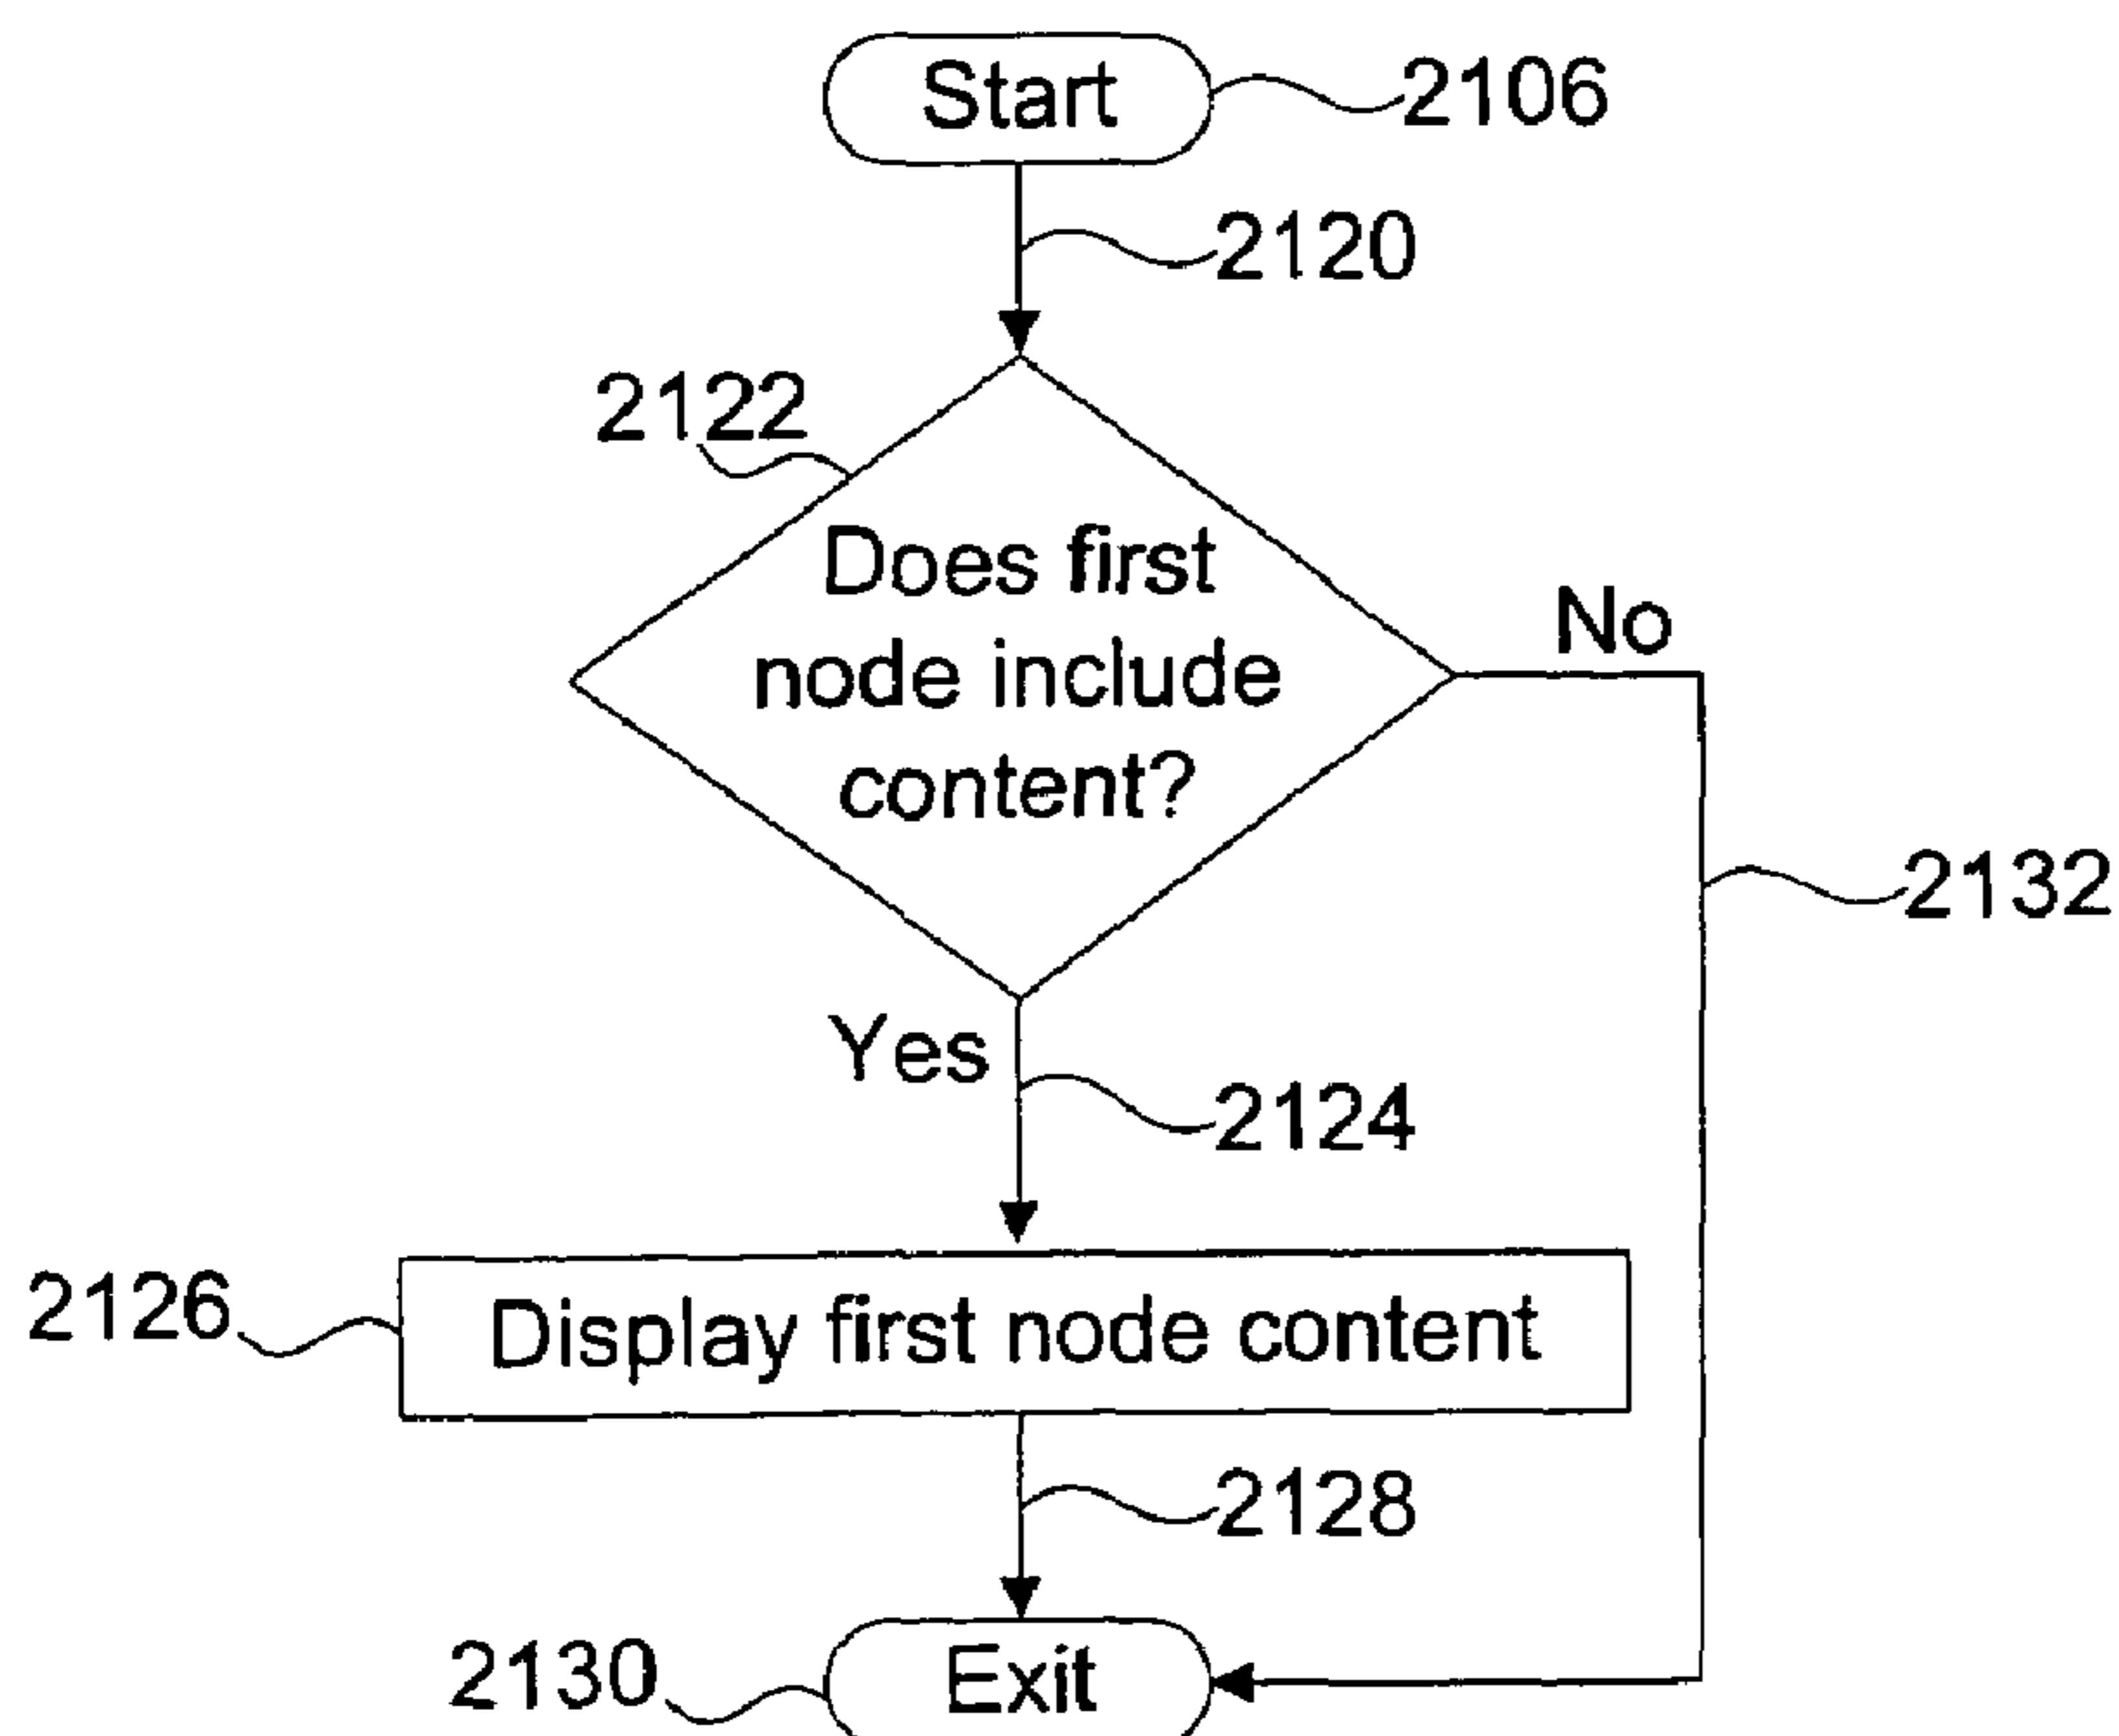 Start
2106
2120
2122
Does first
node include
content?
No
2132
Yes
2124
2126
Display first node content
2128
2130
Exit